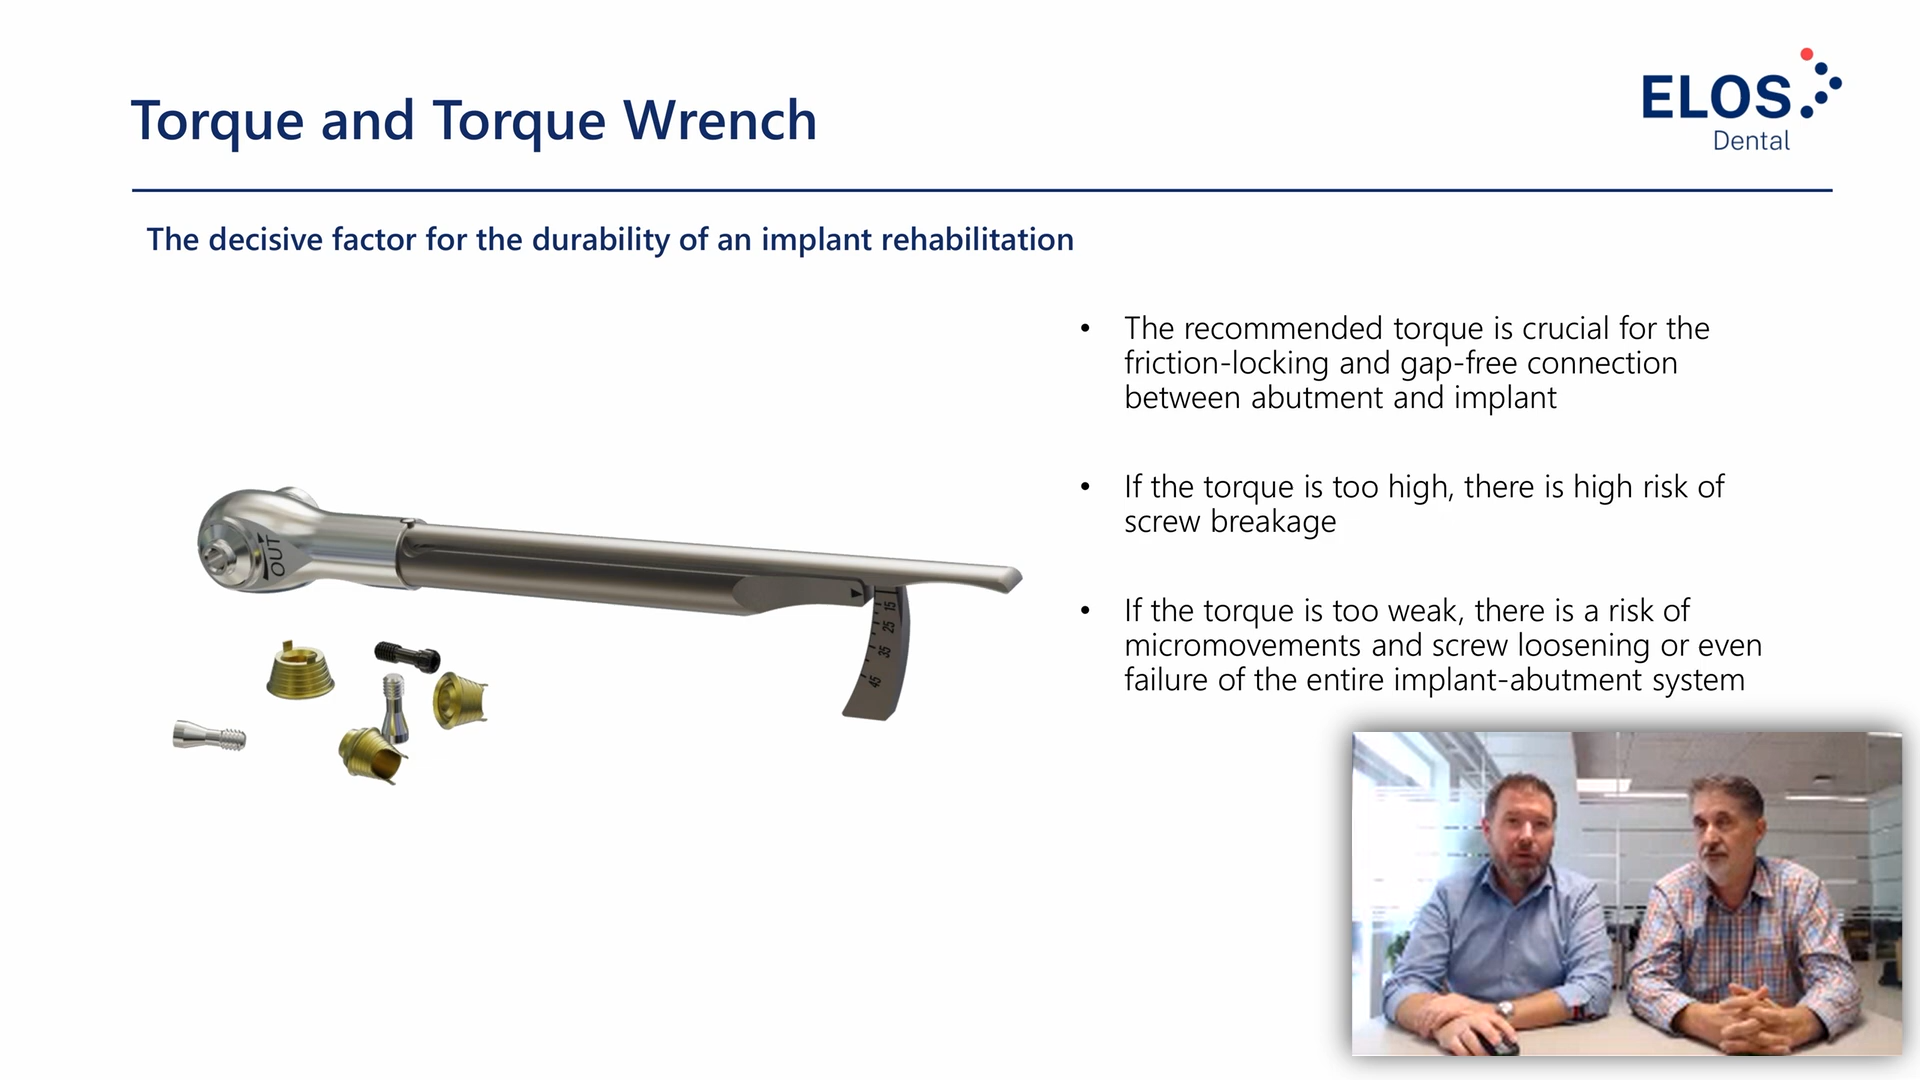 Torque and Torque Wrench
ELOS
Dental
The decisive factor for the durability of an implant rehabilitation
• The recommended torque is crucial for the
friction-locking and gap-free connection
between abutment and implant
• If the torque is too high, there is high risk of
screw breakage
• If the torque is too weak, there is a risk of
micromovements and screw loosening or even
failure of the entire implant-abutment system
OUT
15
25
35
45